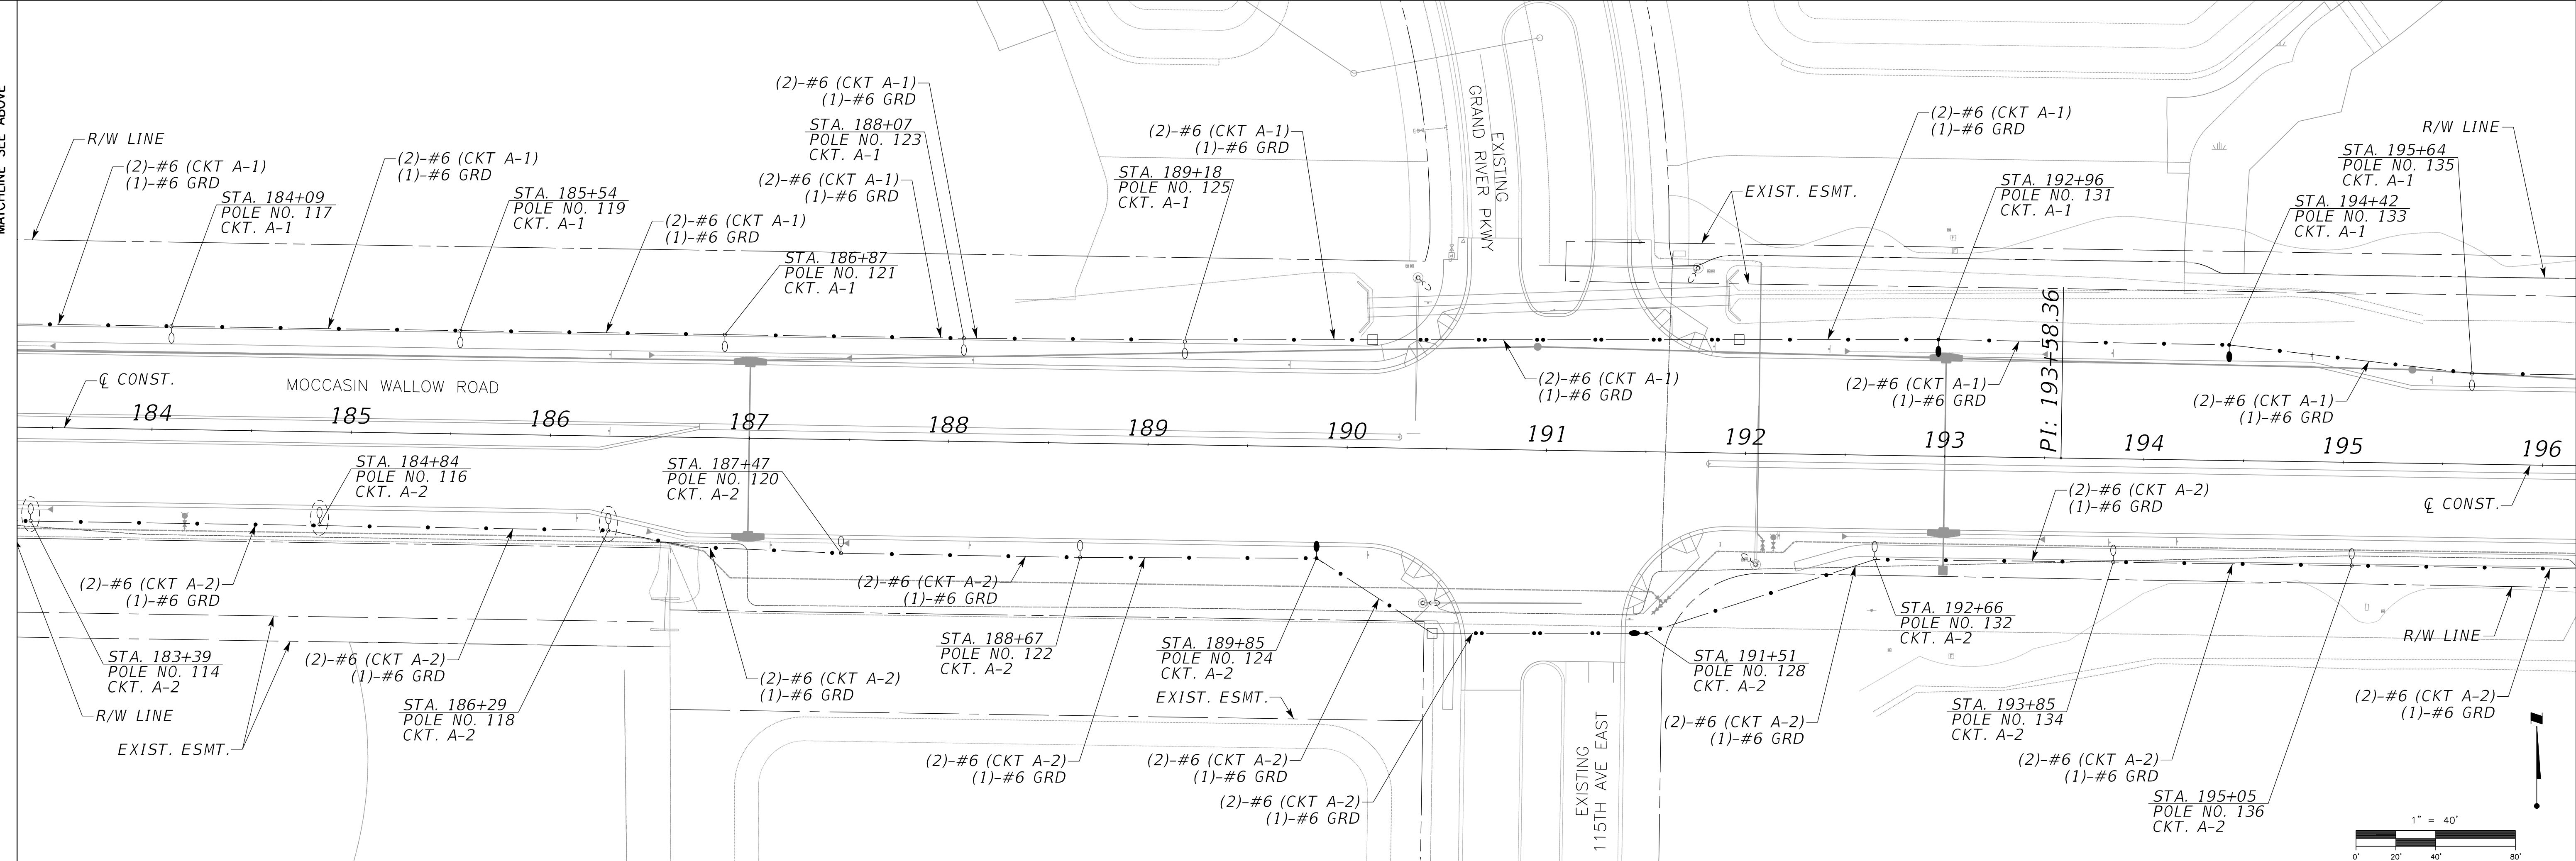 MATCHLINE SEE ABOVE
R/W LINE
(2)-#6 (CKT A-1)
(1)-#6 GRD
STA. 184+09
POLE NO. 117
CKT. A-1
(2)-#6 (CKT A-1)
(1)-#6 GRD
STA. 185+54
POLE NO. 119
CKT. A-1
(2)-#6 (CKT A-1)
(1)-#6 GRD
STA. 186+87
POLE NO. 121
CKT. A-1
(2)-#6 (CKT A-1)
(1)-#6 GRD
STA. 188+07
POLE NO. 123
CKT. A-1
(2)-#6 (CKT A-1)
(1)-#6 GRD
(2)-#6 (CKT A-1)
(1)-#6 GRD
STA. 189+18
POLE NO. 125
CKT. A-1
EXISTING
GRAND RIVER PKWY
EXIST. ESMT.
(2)-#6 (CKT A-1)
(1)-#6 GRD
STA. 192+96
POLE NO. 131
CKT. A-1
STA. 194+42
POLE NO. 133
CKT. A-1
R/W LINE
STA. 195+64
POLE NO. 135
CKT. A-1
PI: 193+58.36
(2)-#6 (CKT A-1)
(1)-#6 GRD
(2)-#6 (CKT A-1)
(1)-#6 GRD
(2)-#6 (CKT A-1)
(1)-#6 GRD
℄ CONST.
MOCCASIN WALLOW ROAD
184
185
186
187
188
189
190
191
192
193
194
195
196
STA. 184+84
POLE NO. 116
CKT. A-2
STA. 187+47
POLE NO. 120
CKT. A-2
(2)-#6 (CKT A-2)
(1)-#6 GRD
℄ CONST.
(2)-#6 (CKT A-2)
(1)-#6 GRD
(2)-#6 (CKT A-2)
(1)-#6 GRD
STA. 183+39
POLE NO. 114
CKT. A-2
R/W LINE
EXIST. ESMT.
(2)-#6 (CKT A-2)
(1)-#6 GRD
STA. 186+29
POLE NO. 118
CKT. A-2
(2)-#6 (CKT A-2)
(1)-#6 GRD
STA. 188+67
POLE NO. 122
CKT. A-2
STA. 189+85
POLE NO. 124
CKT. A-2
EXIST. ESMT.
(2)-#6 (CKT A-2)
(1)-#6 GRD
(2)-#6 (CKT A-2)
(1)-#6 GRD
(2)-#6 (CKT A-2)
(1)-#6 GRD
EXISTING
115TH AVE EAST
STA. 191+51
POLE NO. 128
CKT. A-2
(2)-#6 (CKT A-2)
(1)-#6 GRD
STA. 192+66
POLE NO. 132
CKT. A-2
STA. 193+85
POLE NO. 134
CKT. A-2
(2)-#6 (CKT A-2)
(1)-#6 GRD
STA. 195+05
POLE NO. 136
CKT. A-2
R/W LINE
(2)-#6 (CKT A-2)
(1)-#6 GRD
1" = 40'
0' 20' 40' 80'